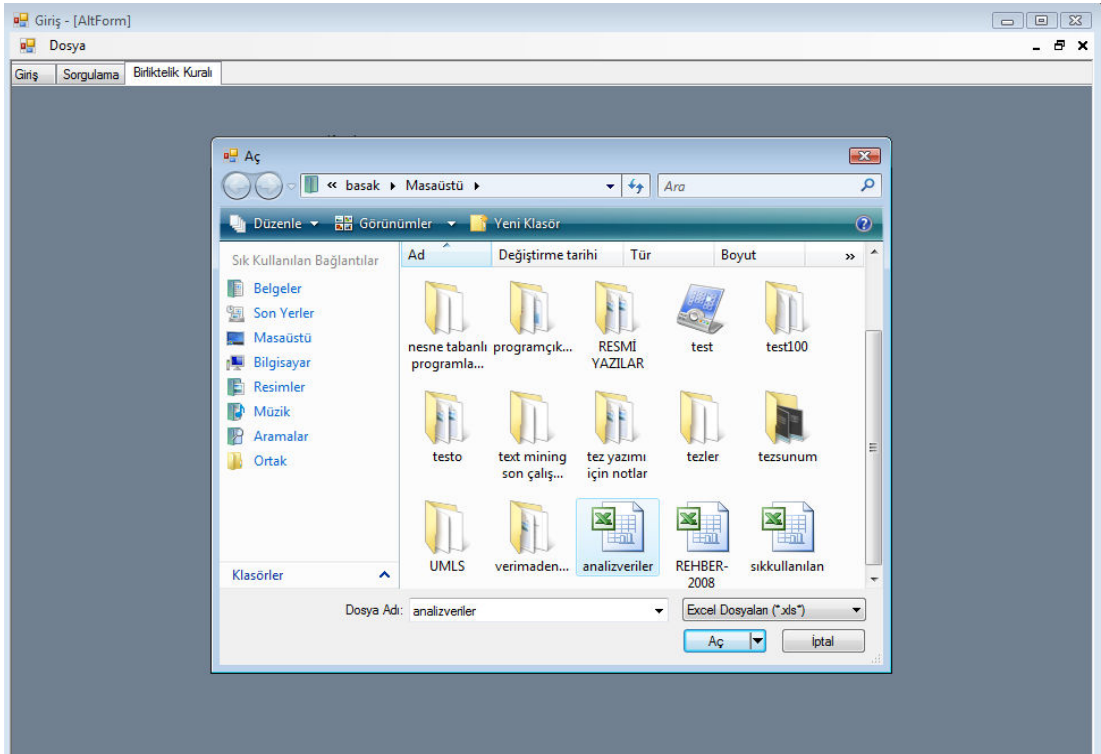 Giriş - [AltForm]
Dosya
Giriş Sorgulama Birliktelik Kuralı
Aç
« basak Masaüstü Ara
Düzenle Görünümler Yeni Klasör
Sık Kullanılan Bağlantılar
Belgeler
Son Yerler
Masaüstü
Bilgisayar
Resimler
Müzik
Aramalar
Ortak
Klasörler
Ad Değiştirme tarihi Tür Boyut »
nesne tabanlı programla...
programçık...
RESMİ YAZILAR
test
test100
testo
text mining son çalış...
tez yazımı için notlar
tezler
tezsunum
UMLS
verimaden...
analizveriler
REHBER-2008
sıkkullanılan
Dosya Adı: analizveriler Excel Dosyaları (*.xls*)
Aç İptal